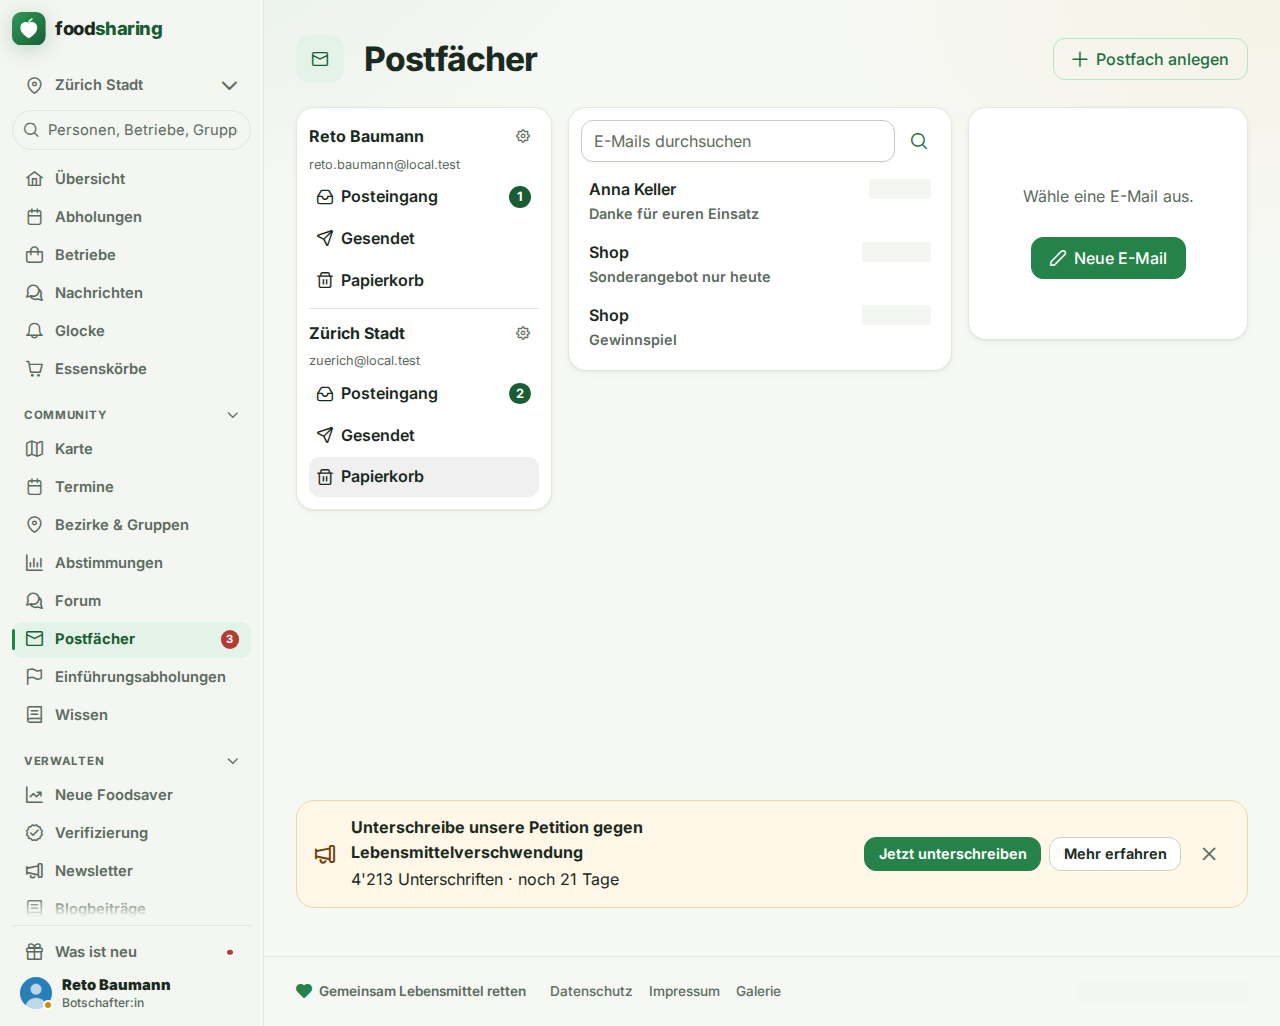 foodsharing
Zürich Stadt
Personen, Betriebe, Grupp
Übersicht
Abholungen
Betriebe
Nachrichten
Glocke
Essenskörbe
COMMUNITY
Karte
Termine
Bezirke & Gruppen
Abstimmungen
Forum
Postfächer 3
Einführungsabholungen
Wissen
VERWALTEN
Neue Foodsaver
Verifizierung
Newsletter
Blogbeiträge
Was ist neu
Reto Baumann
Botschafter:in
Postfächer
Postfach anlegen
Reto Baumann
reto.baumann@local.test
Posteingang 1
Gesendet
Papierkorb
Zürich Stadt
zuerich@local.test
Posteingang 2
Gesendet
Papierkorb
E-Mails durchsuchen
Anna Keller
Danke für euren Einsatz
Shop
Sonderangebot nur heute
Shop
Gewinnspiel
Wähle eine E-Mail aus.
Neue E-Mail
Unterschreibe unsere Petition gegen
Lebensmittelverschwendung
4'213 Unterschriften · noch 21 Tage
Jetzt unterschreiben
Mehr erfahren
Gemeinsam Lebensmittel retten
Datenschutz
Impressum
Galerie